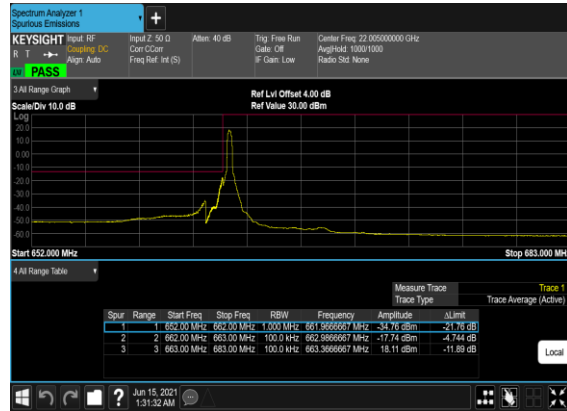 Spectrum Analyzer 1
Spurious Emissions
KEYSIGHT
R T
PASS
Input: RF
Coupling: DC
Align: Auto
Input Z: 50 Ω
Corr CCorr
Freq Ref: Int (S)
Atten: 40 dB
Trig: Free Run
Gate: Off
IF Gain: Low
Center Freq: 22.005000000 GHz
Avg|Hold: 1000/1000
Radio Std: None
3 All Range Graph
Scale/Div 10.0 dB
Ref Lvl Offset 4.00 dB
Ref Value 30.00 dBm
Log
20.0
10.0
0.00
-10.0
-20.0
-30.0
-40.0
-50.0
-60.0
Start 652.000 MHz
Stop 683.000 MH
4 All Range Table
Measure Trace Trace 1
Trace Type Trace Average (Active)
Spur Range Start Freq Stop Freq RBW Frequency Amplitude ΔLimit
1 1 652.00 MHz 662.00 MHz 1.000 MHz 661.9666667 MHz -34.76 dBm -21.76 dB
2 2 662.00 MHz 663.00 MHz 100.0 kHz 662.9866667 MHz -17.74 dBm -4.744 dB
3 3 663.00 MHz 683.00 MHz 100.0 kHz 663.3666667 MHz 18.11 dBm -11.89 dB
Local
?
Jun 15, 2021
1:31:32 AM